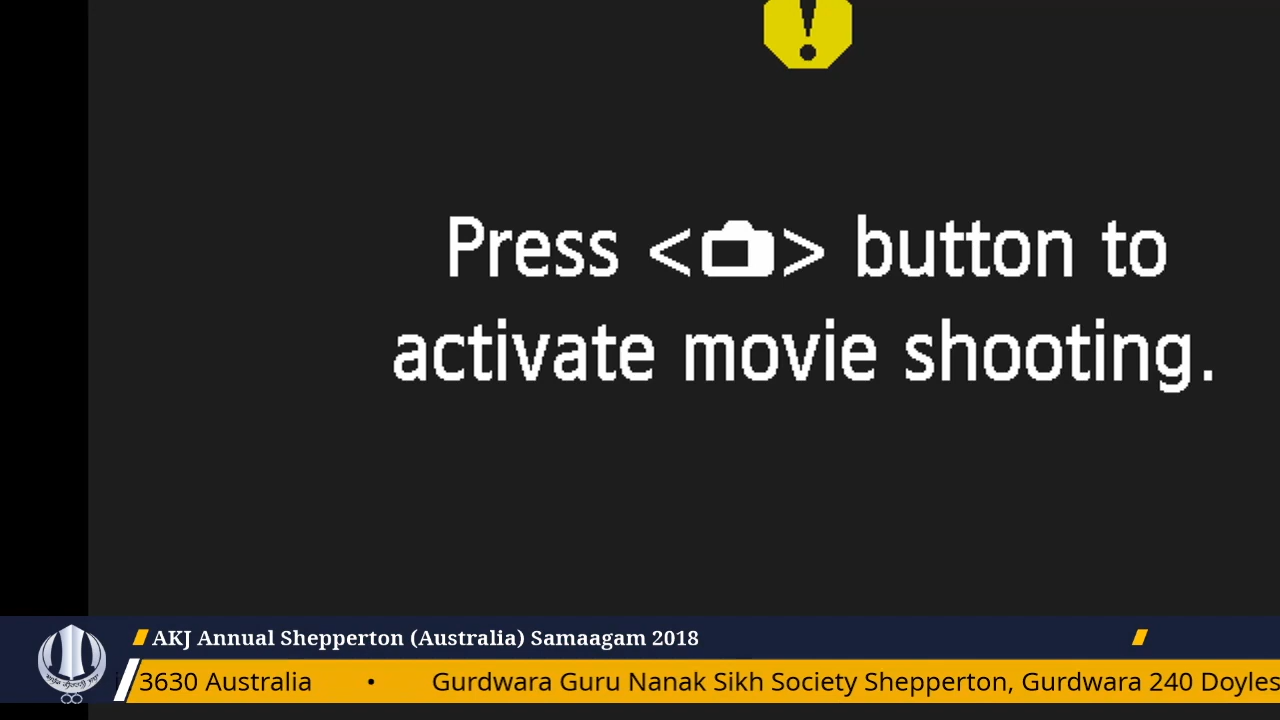 Press < > button to
activate movie shooting.
AKJ Annual Shepperton (Australia) Samaagam 2018
3630 Australia • Gurdwara Guru Nanak Sikh Society Shepperton, Gurdwara 240 Doyles